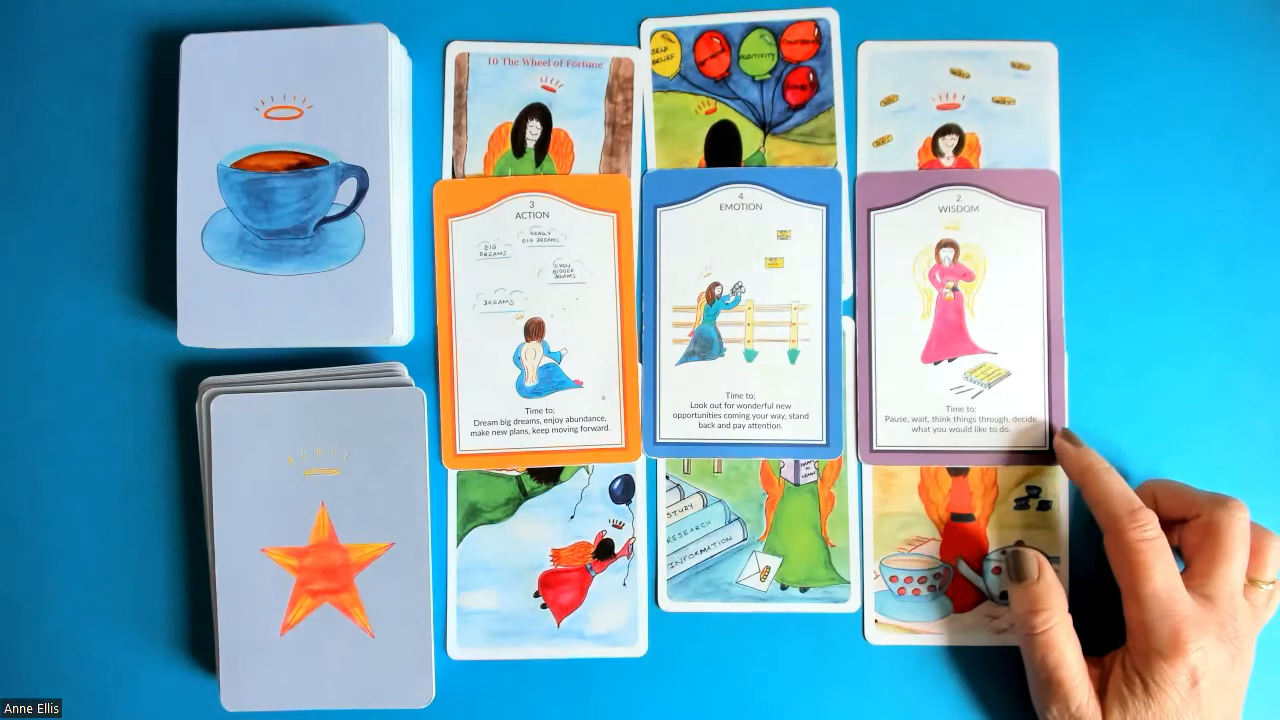 10 The Wheel of Fortune
SELF
BELIEF
POSITIVITY
3
ACTION
BIG
DREAMS
REALLY
BIG DREAMS
EVEN
BIGGER
DREAMS
DREAMS
Time to;
Dream big dreams, enjoy abundance,
make new plans, keep moving forward.
4
EMOTION
Time to;
Look out for wonderful new
opportunities coming your way, stand
back and pay attention.
2
WISDOM
Time to;
Pause, wait, think things through, decide
what you would like to do.
STUDY
RESEARCH
INFORMATION
Anne Ellis